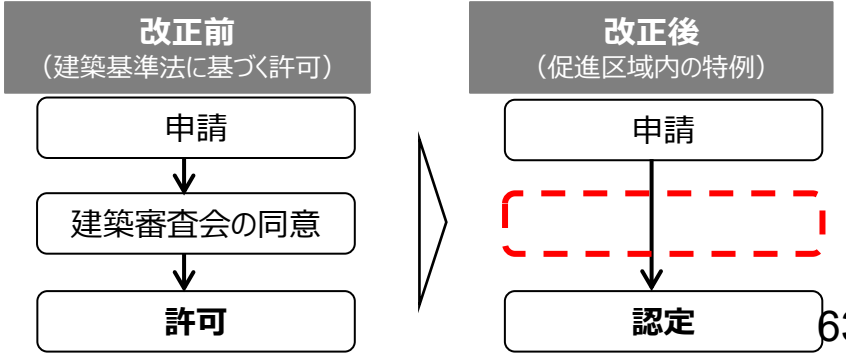 改正前
（建築基準法に基づく許可）
申請
建築審査会の同意
許可
改正後
（促進区域内の特例）
申請
認定
63